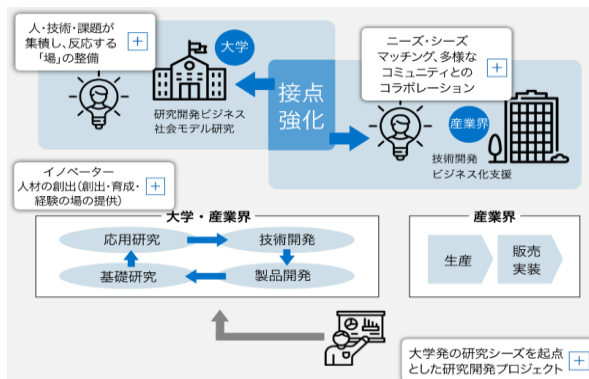 人・技術・課題が
集積し、反応する
「場」の整備
大学
研究開発ビジネス
社会モデル研究
接点
強化
ニーズ・シーズ
マッチング、多様な
コミュニティとの
コラボレーション
産業界
技術開発
ビジネス化支援
イノベーター
人材の創出(創出・育成・
経験の場の提供)
大学・産業界
応用研究
技術開発
基礎研究
製品開発
産業界
生産
販売
実装
大学発の研究シーズを起点
とした研究開発プロジェクト